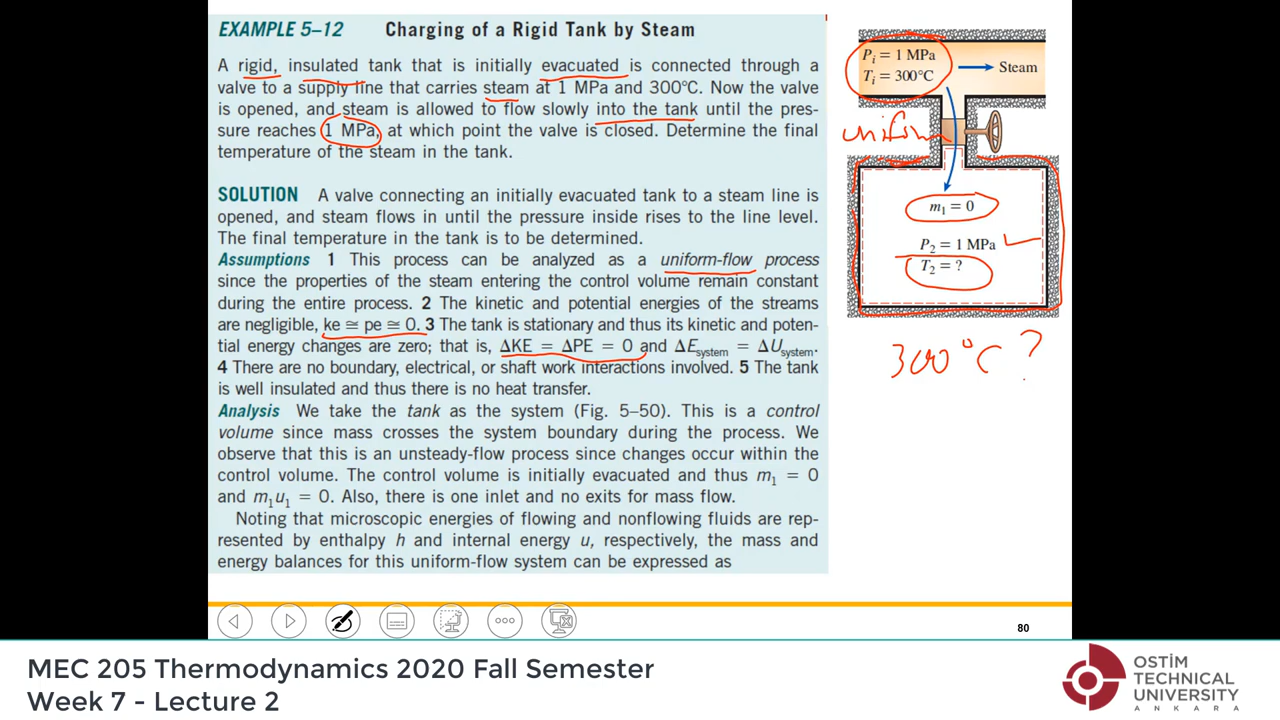 EXAMPLE 5–12 Charging of a Rigid Tank by Steam
A rigid, insulated tank that is initially evacuated is connected through a
valve to a supply line that carries steam at 1 MPa and 300°C. Now the valve
is opened, and steam is allowed to flow slowly into the tank until the pres-
sure reaches 1 MPa, at which point the valve is closed. Determine the final
temperature of the steam in the tank.
SOLUTION A valve connecting an initially evacuated tank to a steam line is
opened, and steam flows in until the pressure inside rises to the line level.
The final temperature in the tank is to be determined.
Assumptions 1 This process can be analyzed as a uniform-flow process
since the properties of the steam entering the control volume remain constant
during the entire process. 2 The kinetic and potential energies of the streams
are negligible, ke ≅ pe ≅ 0. 3 The tank is stationary and thus its kinetic and poten-
tial energy changes are zero; that is, ΔKE = ΔPE = 0 and ΔE_system = ΔU_system.
4 There are no boundary, electrical, or shaft work interactions involved. 5 The tank
is well insulated and thus there is no heat transfer.
Analysis We take the tank as the system (Fig. 5–50). This is a control
volume since mass crosses the system boundary during the process. We
observe that this is an unsteady-flow process since changes occur within the
control volume. The control volume is initially evacuated and thus m₁ = 0
and m₁u₁ = 0. Also, there is one inlet and no exits for mass flow.
Noting that microscopic energies of flowing and nonflowing fluids are rep-
resented by enthalpy h and internal energy u, respectively, the mass and
energy balances for this uniform-flow system can be expressed as
P_i = 1 MPa
T_i = 300°C
Steam
uniform
m₁ = 0
P₂ = 1 MPa
T₂ = ?
300°C ?
80
MEC 205 Thermodynamics 2020 Fall Semester
Week 7 - Lecture 2
OSTİM
TECHNICAL
UNIVERSITY
ANKARA